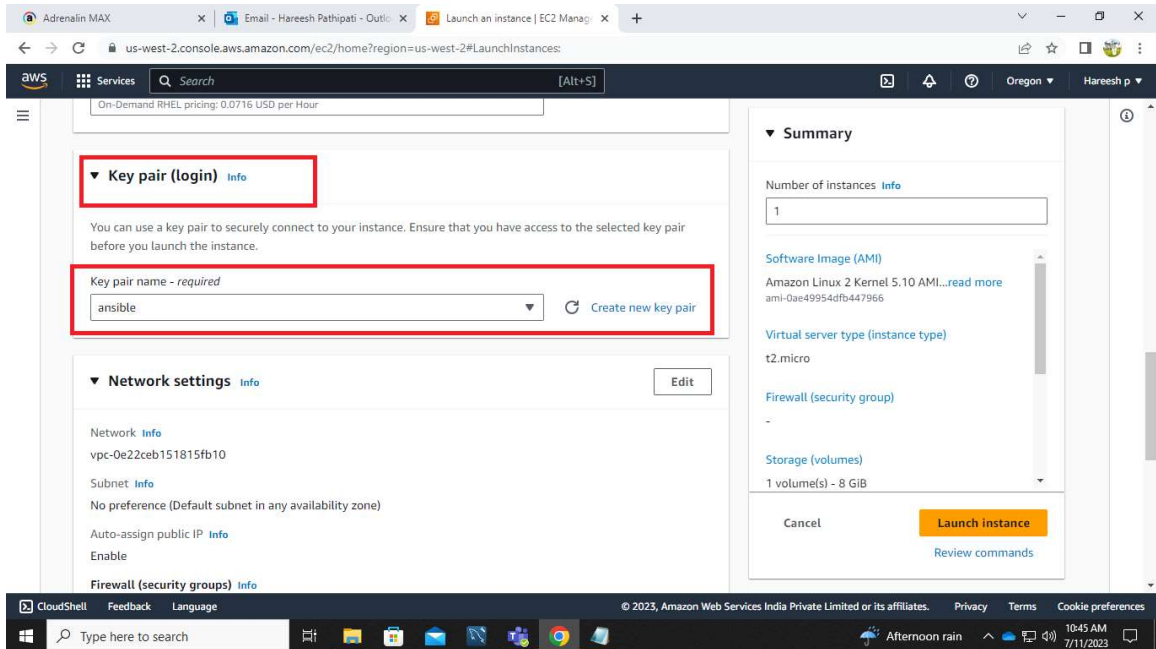 Adrenalin MAX
Email - Hareesh Pathipati - Outlo
Launch an instance | EC2 Manag
us-west-2.console.aws.amazon.com/ec2/home?region=us-west-2#LaunchInstances:
aws
Services
Search
[Alt+S]
Oregon
Hareesh p
On-Demand RHEL pricing: 0.0716 USD per Hour
Key pair (login) Info
You can use a key pair to securely connect to your instance. Ensure that you have access to the selected key pair
before you launch the instance.
Key pair name - required
ansible
Create new key pair
Network settings Info
Edit
Network Info
vpc-0e22ceb151815fb10
Subnet Info
No preference (Default subnet in any availability zone)
Auto-assign public IP Info
Enable
Firewall (security groups) Info
Summary
Number of instances Info
1
Software Image (AMI)
Amazon Linux 2 Kernel 5.10 AMI...read more
ami-0ae49954dfb447966
Virtual server type (instance type)
t2.micro
Firewall (security group)
-
Storage (volumes)
1 volume(s) - 8 GiB
Cancel
Launch instance
Review commands
CloudShell
Feedback
Language
© 2023, Amazon Web Services India Private Limited or its affiliates.
Privacy
Terms
Cookie preferences
Type here to search
Afternoon rain
10:45 AM
7/11/2023